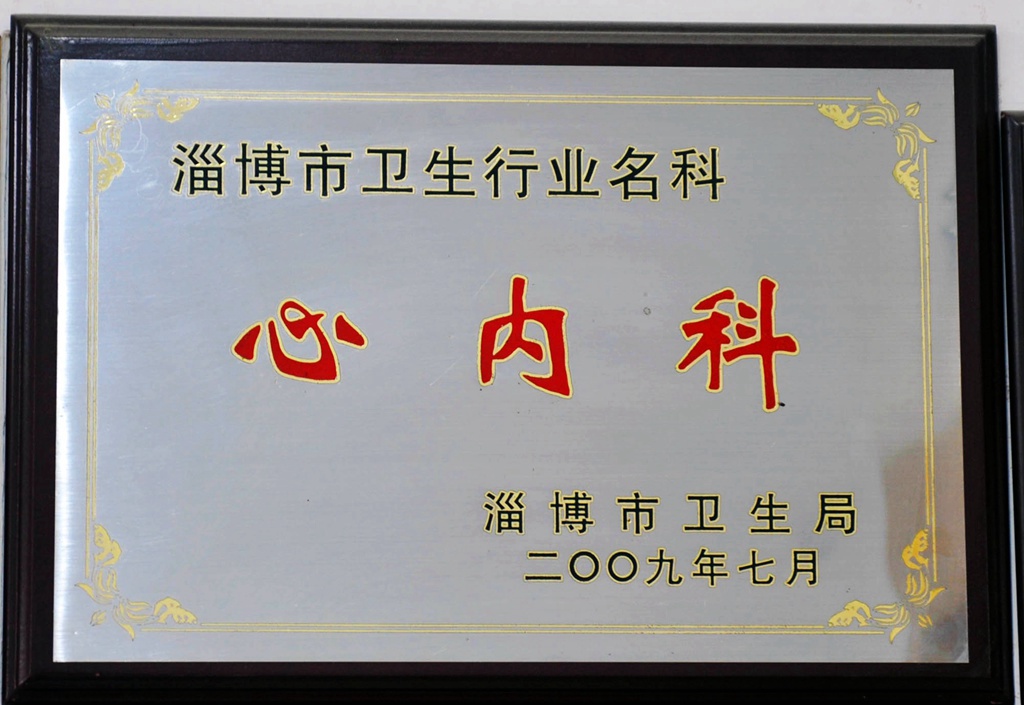 淄博市卫生行业名科
心内科
淄博市卫生局
二〇〇九年七月